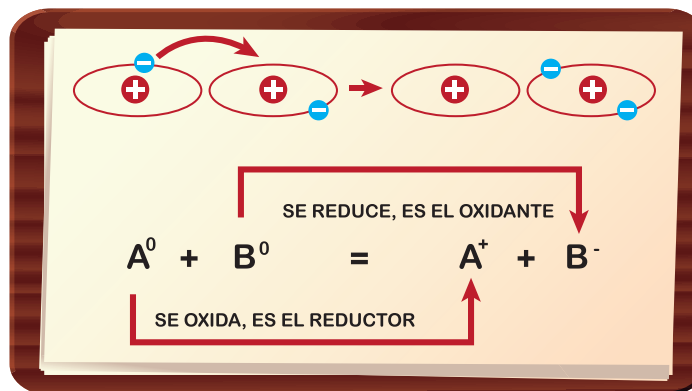 SE REDUCE, ES EL OXIDANTE
A⁰ + B⁰ = A⁺ + B⁻
SE OXIDA, ES EL REDUCTOR